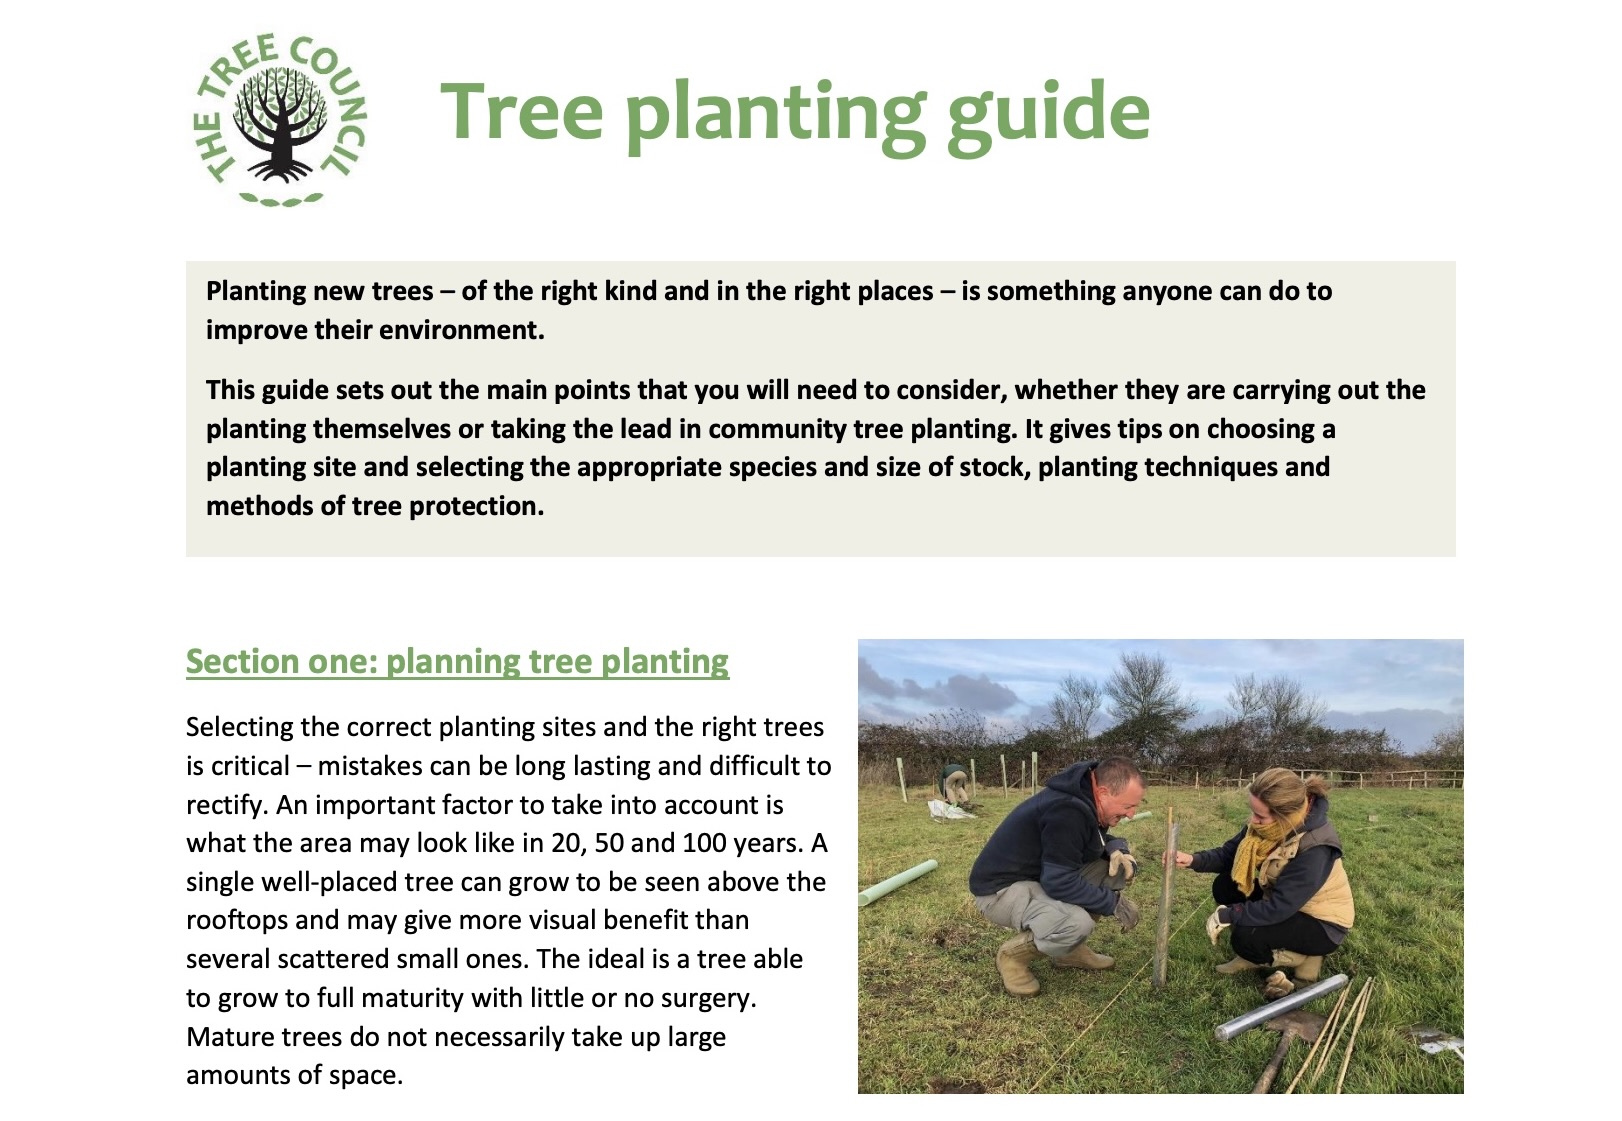 THE TREE COUNCIL
Tree planting guide
Planting new trees – of the right kind and in the right places – is something anyone can do to
improve their environment.
This guide sets out the main points that you will need to consider, whether they are carrying out the
planting themselves or taking the lead in community tree planting. It gives tips on choosing a
planting site and selecting the appropriate species and size of stock, planting techniques and
methods of tree protection.
Section one: planning tree planting
Selecting the correct planting sites and the right trees
is critical – mistakes can be long lasting and difficult to
rectify. An important factor to take into account is
what the area may look like in 20, 50 and 100 years. A
single well-placed tree can grow to be seen above the
rooftops and may give more visual benefit than
several scattered small ones. The ideal is a tree able
to grow to full maturity with little or no surgery.
Mature trees do not necessarily take up large
amounts of space.